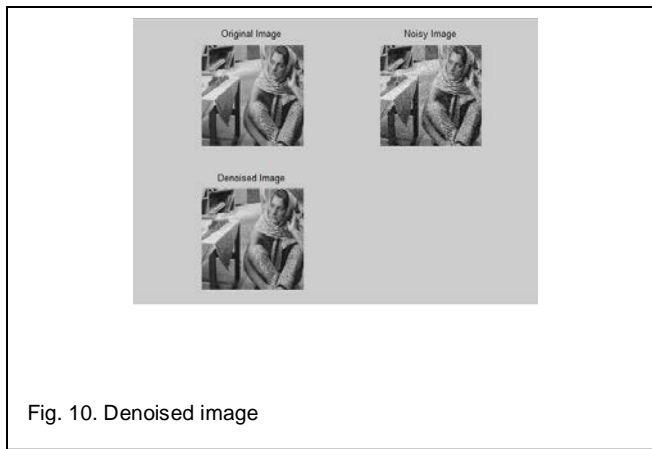 Original Image
Noisy Image
Denoised Image
Fig. 10. Denoised image